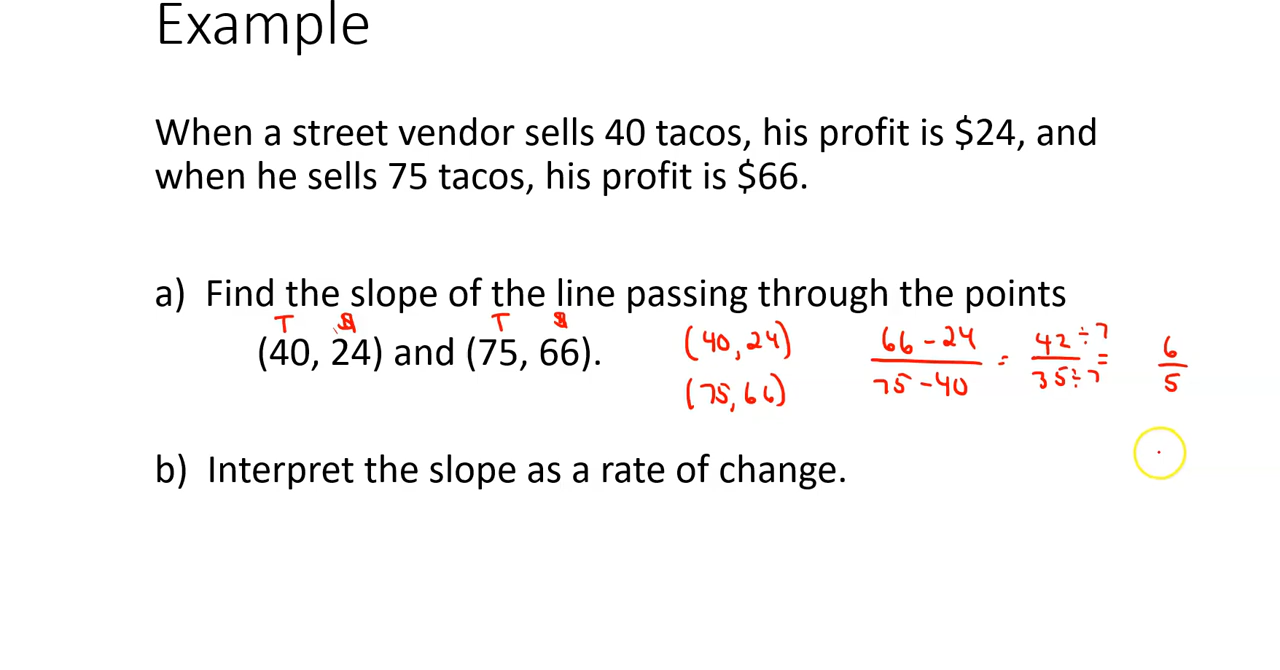 Example
When a street vendor sells 40 tacos, his profit is $24, and
when he sells 75 tacos, his profit is $66.
a) Find the slope of the line passing through the points
T $ T $
(40, 24) and (75, 66).
(40, 24)
(75, 66)
66 - 24 = 42 ÷ 7 = 6
75 - 40 35 ÷ 7 5
b) Interpret the slope as a rate of change.